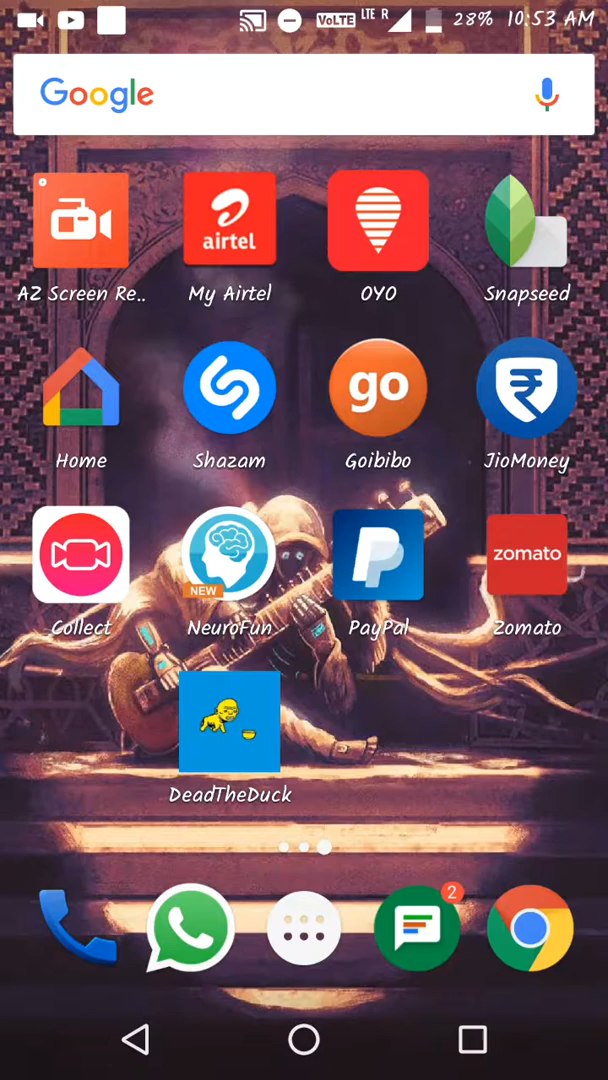 VoLTE LTE R 28% 10:53 AM
Google
airtel
AZ Screen Re.. My Airtel OYO Snapseed
go
Home Shazam Goibibo JioMoney
NEW zomato
Collect NeuroFun PayPal Zomato
DeadTheDuck
2